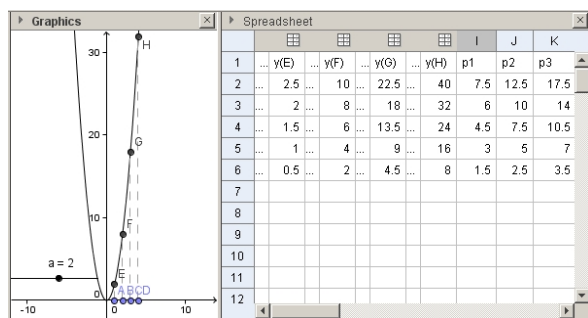 Graphics
Spreadsheet
I J K
1 ... y(E) ... y(F) ... y(G) ... y(H) p1 p2 p3
2 ... 2.5 ... 10 ... 22.5 ... 40 7.5 12.5 17.5
3 ... 2 ... 8 ... 18 ... 32 6 10 14
4 ... 1.5 ... 6 ... 13.5 ... 24 4.5 7.5 10.5
5 ... 1 ... 4 ... 9 ... 16 3 5 7
6 ... 0.5 ... 2 ... 4.5 ... 8 1.5 2.5 3.5
7
8
9
10
11
12
30
H
20
G
10
F
a = 2
E
0
A B C D
-10 0 10